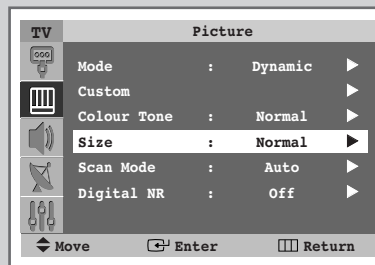 TV Picture
Mode : Dynamic
Custom
Colour Tone : Normal
Size : Normal
Scan Mode : Auto
Digital NR : Off
Move Enter Return